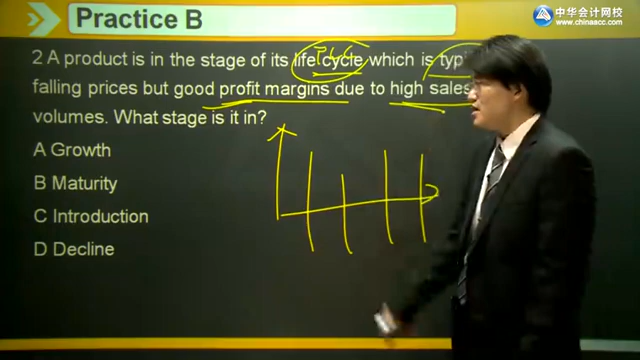 Practice B
中华会计网校
www.chinaacc.com
2 A product is in the stage of its life cycle which is
falling prices but good profit margins due to high sales
volumes. What stage is it in?
A Growth
B Maturity
C Introduction
D Decline